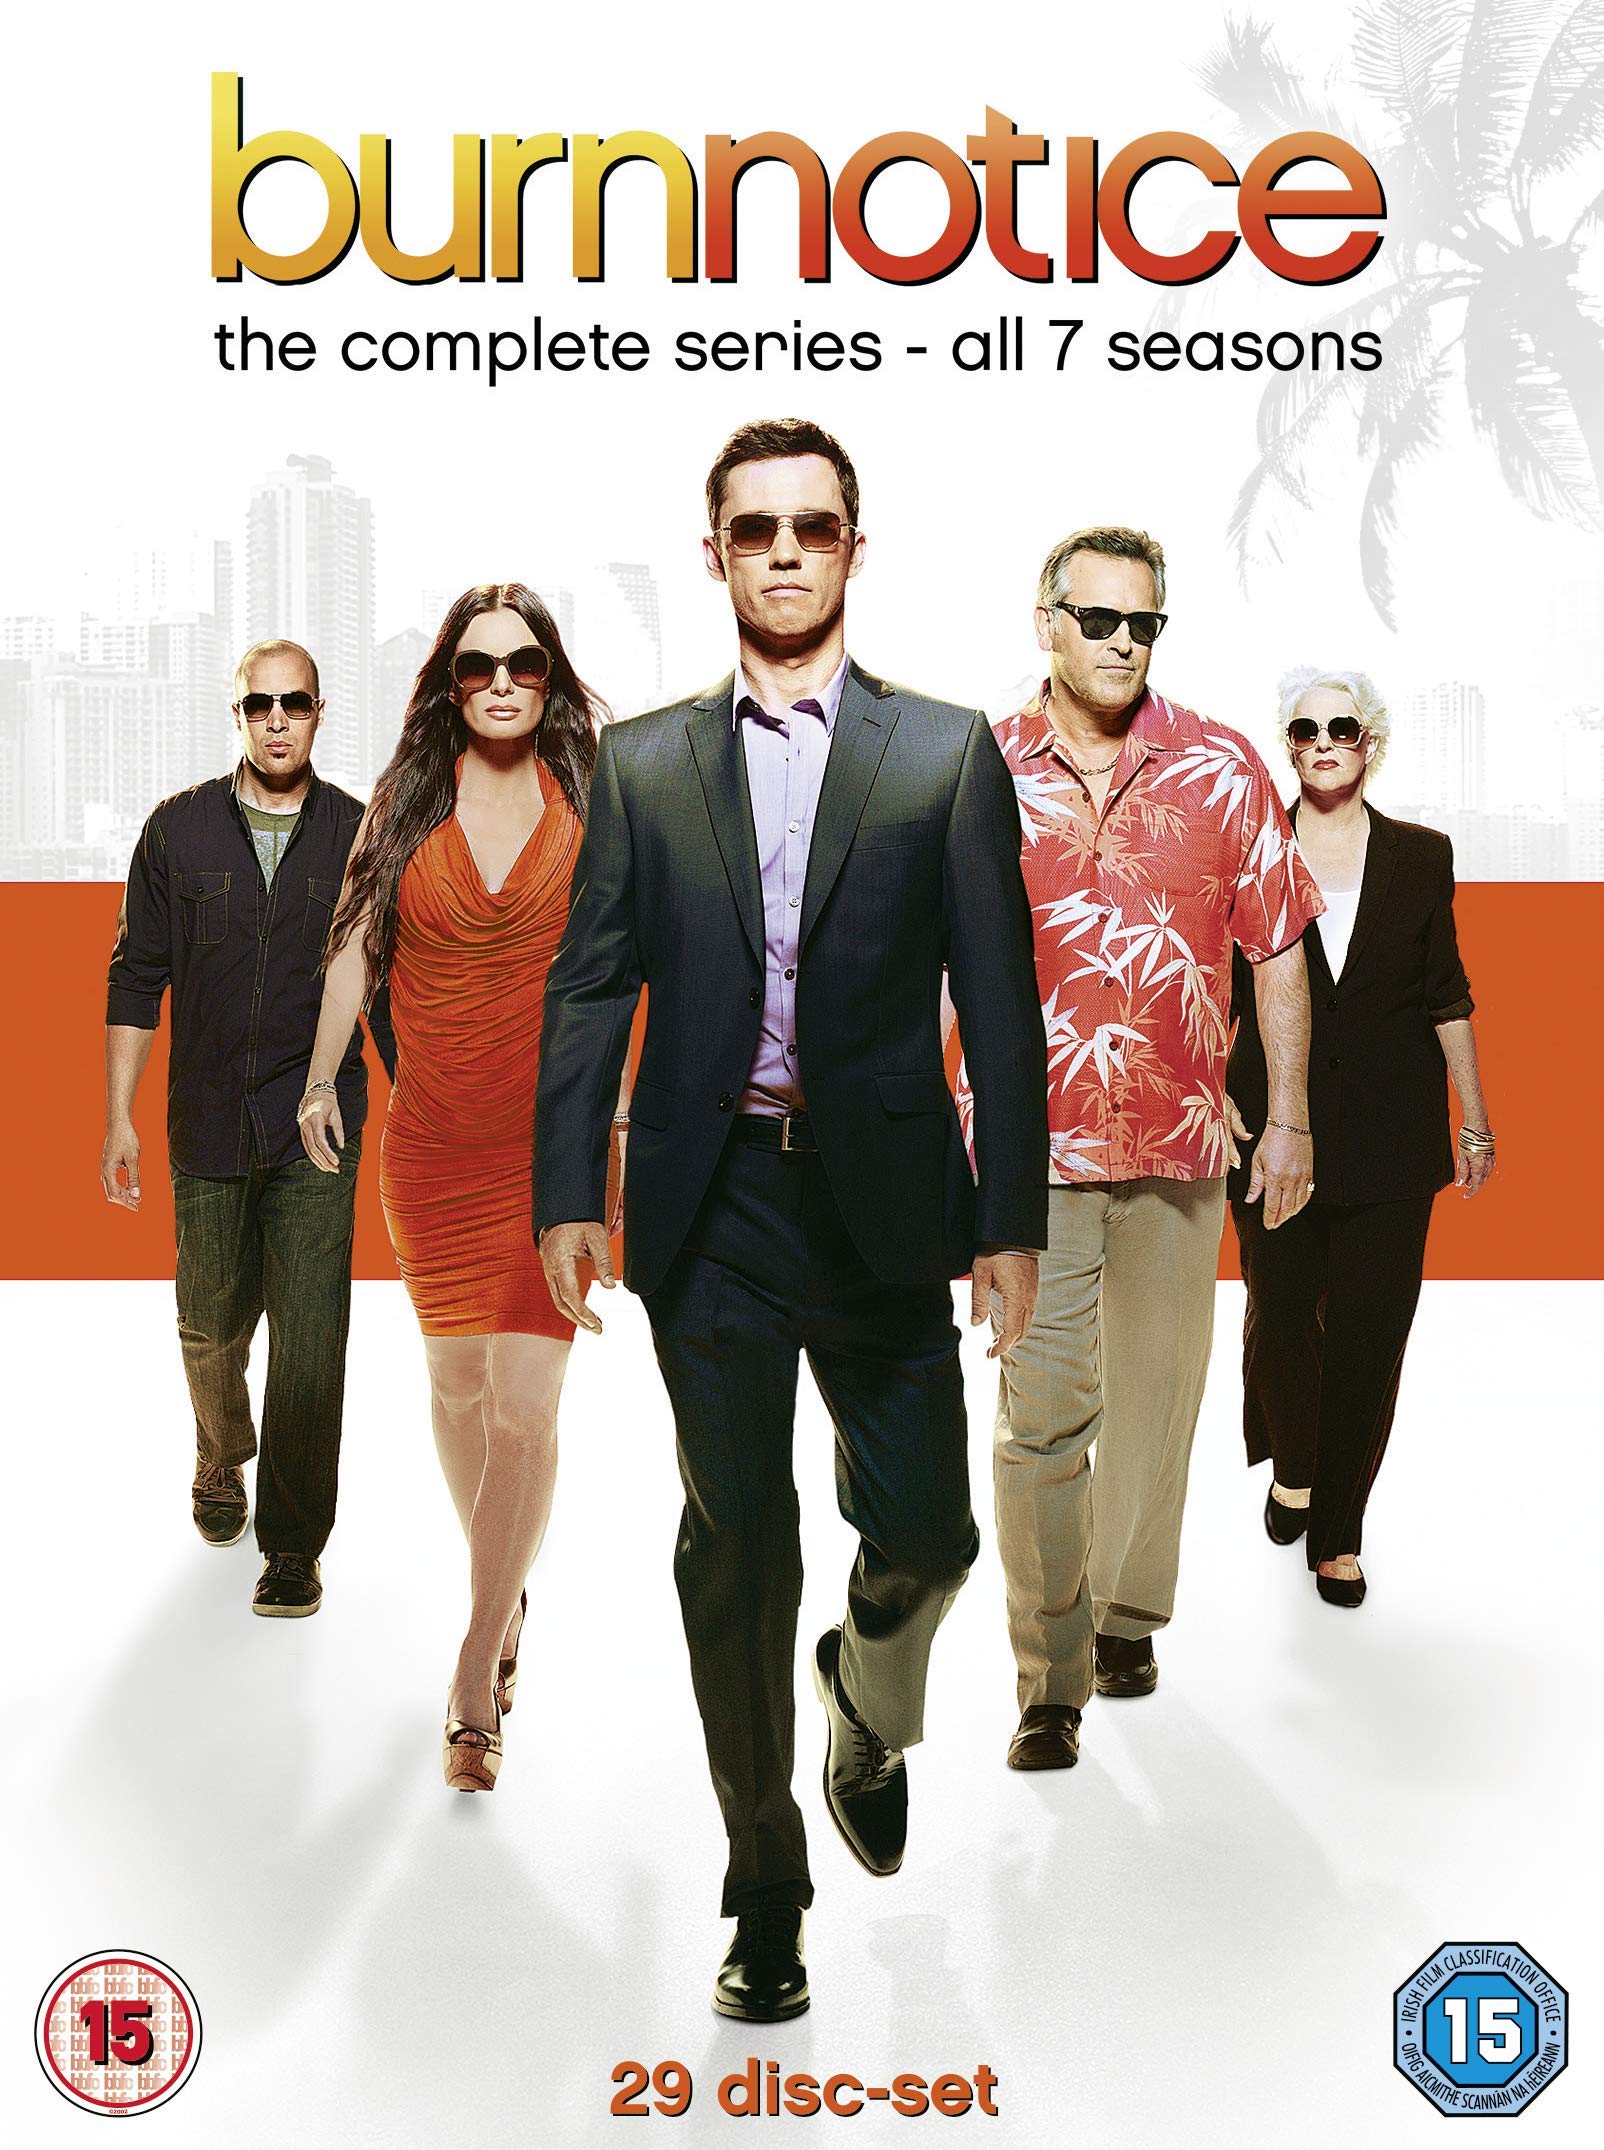 burnnotice
the complete series - all 7 seasons
15
©2002
29 disc-set
IRISH FILM CLASSIFICATION OFFICE
15
OIFIG AICMITHE SCANNÁN NA hÉIREANN